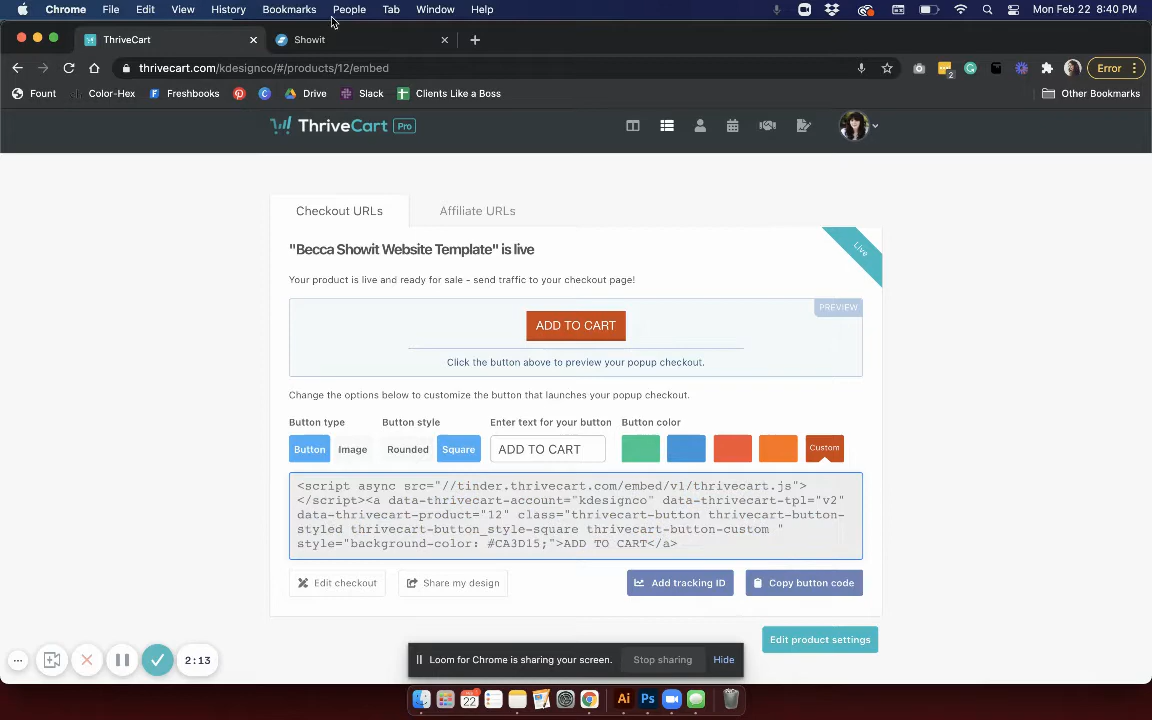 Chrome File Edit View History Bookmarks People Tab Window Help Mon Feb 22 8:40 PM
ThriveCart Showit
thrivecart.com/kdesignco/#/products/12/embed 2 Error
Fount Color-Hex Freshbooks Drive Slack Clients Like a Boss Other Bookmarks
ThriveCart Pro
Checkout URLs Affiliate URLs
"Becca Showit Website Template" is live
Live
Your product is live and ready for sale - send traffic to your checkout page!
PREVIEW
ADD TO CART
Click the button above to preview your popup checkout.
Change the options below to customize the button that launches your popup checkout.
Button type Button style Enter text for your button Button color
Button Image Rounded Square ADD TO CART Custom
<script async src="//tinder.thrivecart.com/embed/v1/thrivecart.js">
</script><a data-thrivecart-account="kdesignco" data-thrivecart-tpl="v2"
data-thrivecart-product="12" class="thrivecart-button thrivecart-button-
styled thrivecart-button_style-square thrivecart-button-custom "
style="background-color: #CA3D15;">ADD TO CART</a>
Edit checkout Share my design Add tracking ID Copy button code
Edit product settings
2:13
Loom for Chrome is sharing your screen. Stop sharing Hide
22 Ai Ps